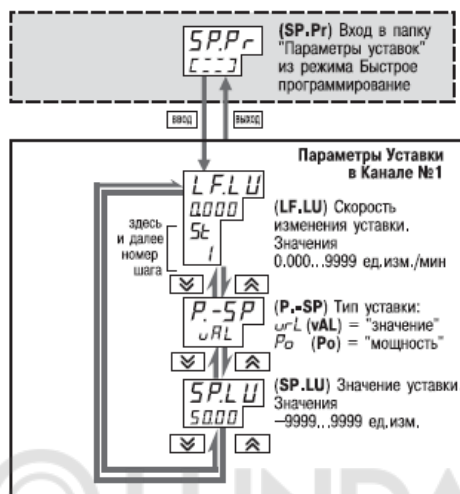 SP.Pr
[---]
(SP.Pr) Вход в папку
"Параметры уставок"
из режима Быстрое
программирование
ввод
выход
Параметры Уставки
в Канале №1
LF.LU
0.000
St
1
здесь
и далее
номер
шага
(LF.LU) Скорость
изменения уставки.
Значения
0.000...9999 ед.изм./мин
P.-SP
vAL
(P.-SP) Тип уставки:
vrL (vAL) = "значение"
Po (Po) = "мощность"
SP.LU
50.00
(SP.LU) Значение уставки
Значения
–9999...9999 ед.изм.
LUNDA